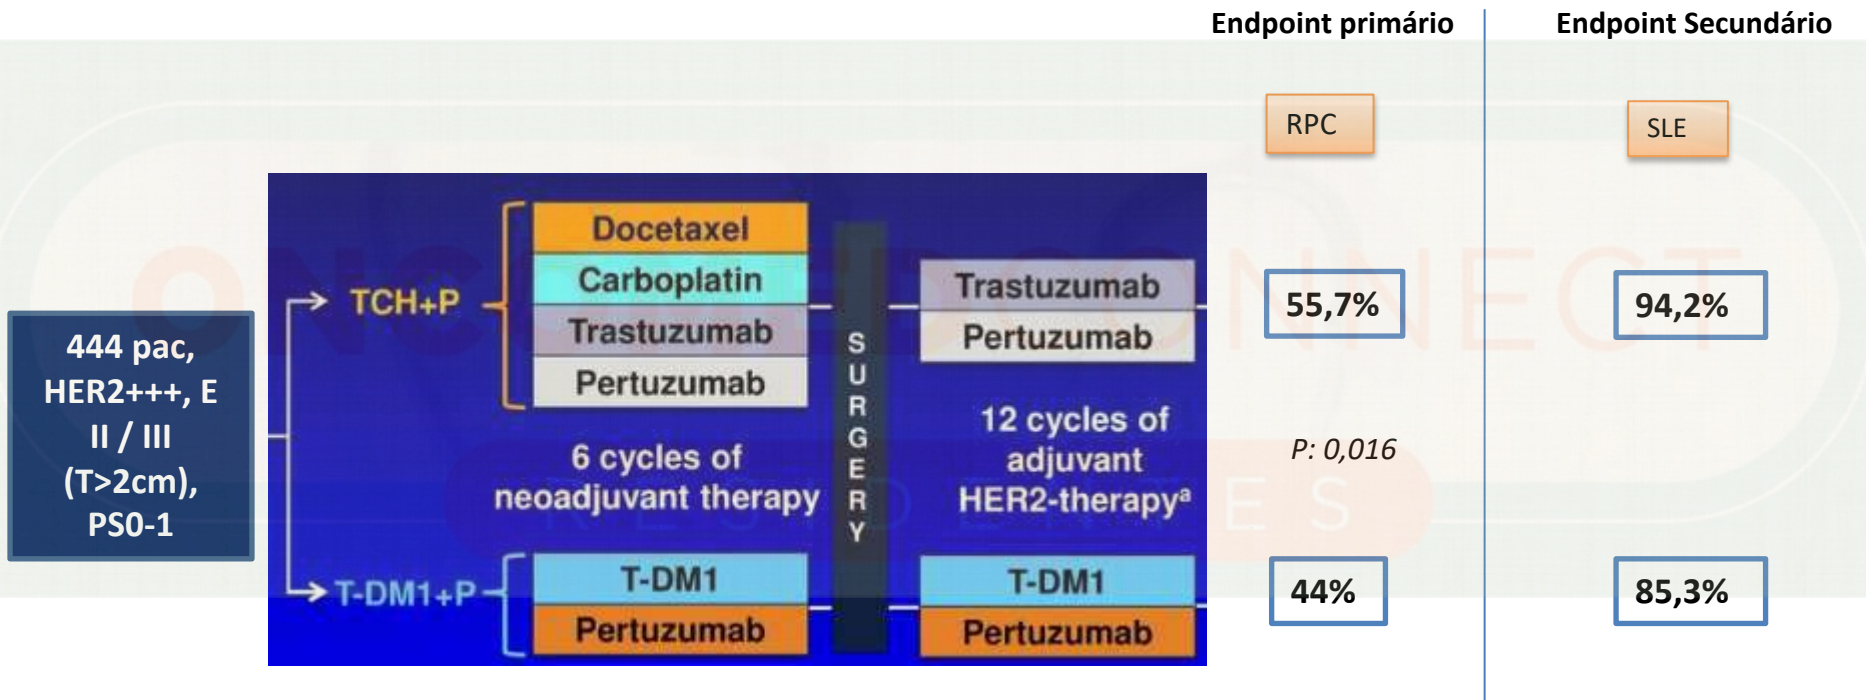 Endpoint primário
Endpoint Secundário
RPC
SLE
ONCOMEDCONNECT
RESIDENTES
444 pac,
HER2+++, E
II / III
(T>2cm),
PS0-1
TCH+P
Docetaxel
Carboplatin
Trastuzumab
Pertuzumab
6 cycles of
neoadjuvant therapy
T-DM1+P
T-DM1
Pertuzumab
SURGERY
Trastuzumab
Pertuzumab
12 cycles of
adjuvant
HER2-therapyᵃ
T-DM1
Pertuzumab
55,7%
94,2%
P: 0,016
44%
85,3%